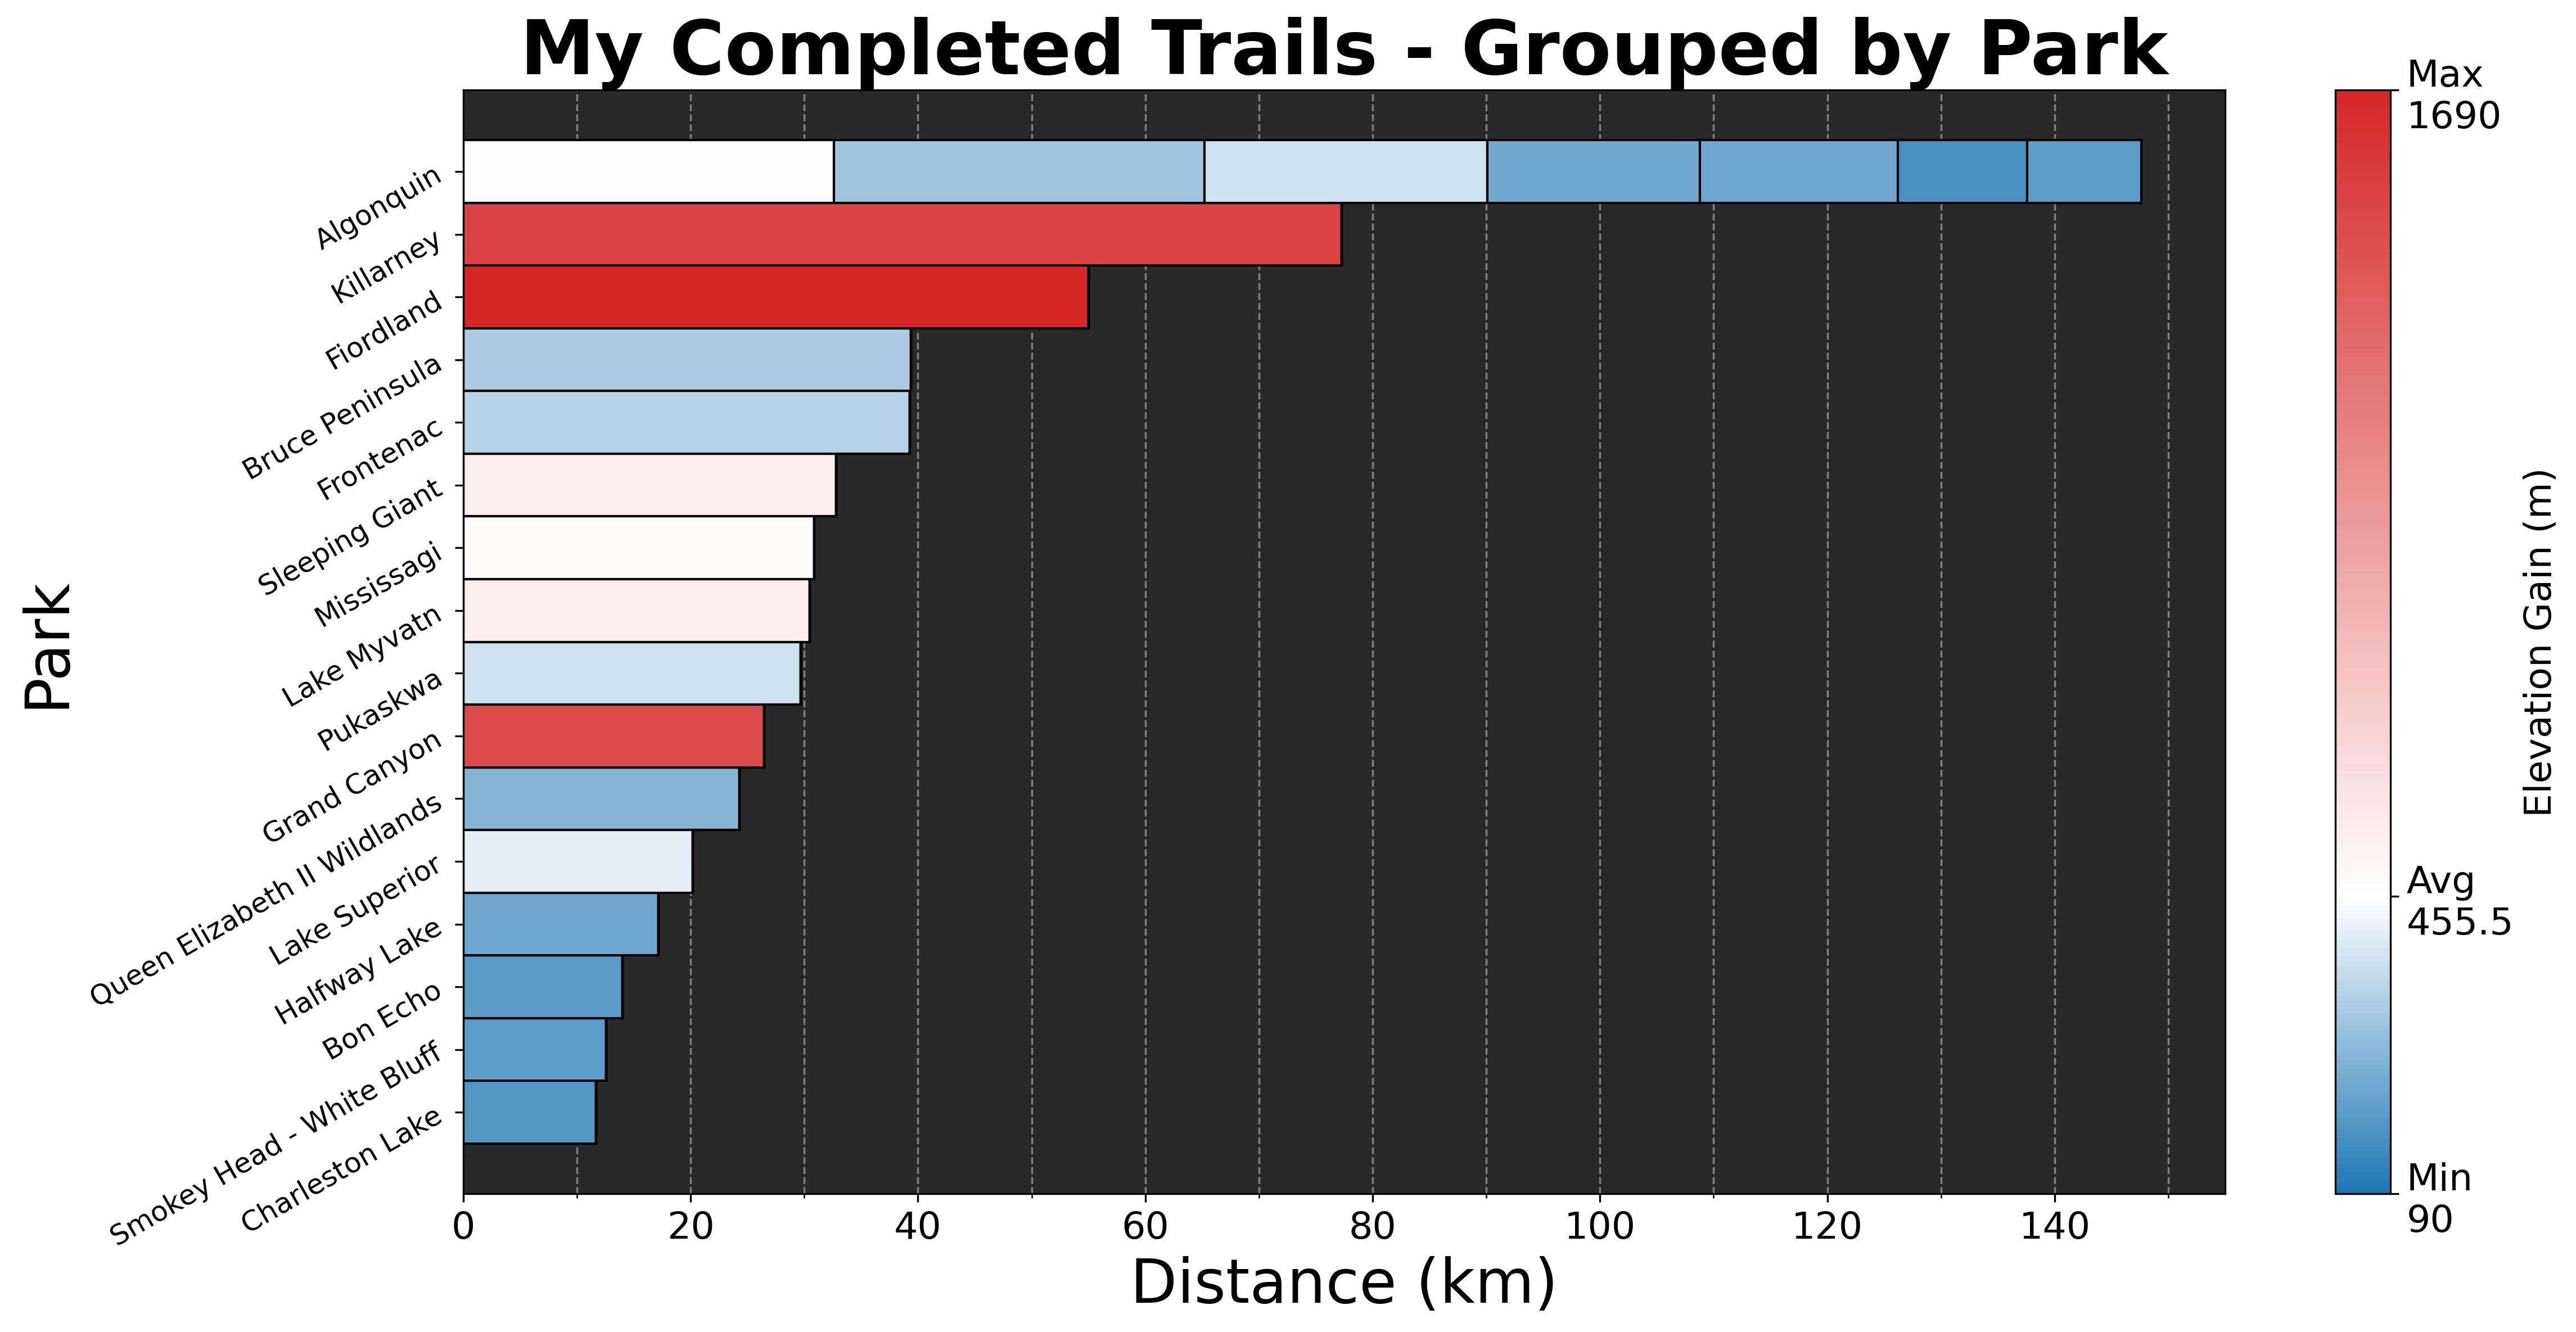 My Completed Trails - Grouped by Park
Park
Algonquin
Killarney
Fiordland
Bruce Peninsula
Frontenac
Sleeping Giant
Mississagi
Lake Myvatn
Pukaskwa
Grand Canyon
Queen Elizabeth II Wildlands
Lake Superior
Halfway Lake
Bon Echo
Smokey Head - White Bluff
Charleston Lake
0 20 40 60 80 100 120 140
Distance (km)
Max
1690
Avg
455.5
Min
90
Elevation Gain (m)